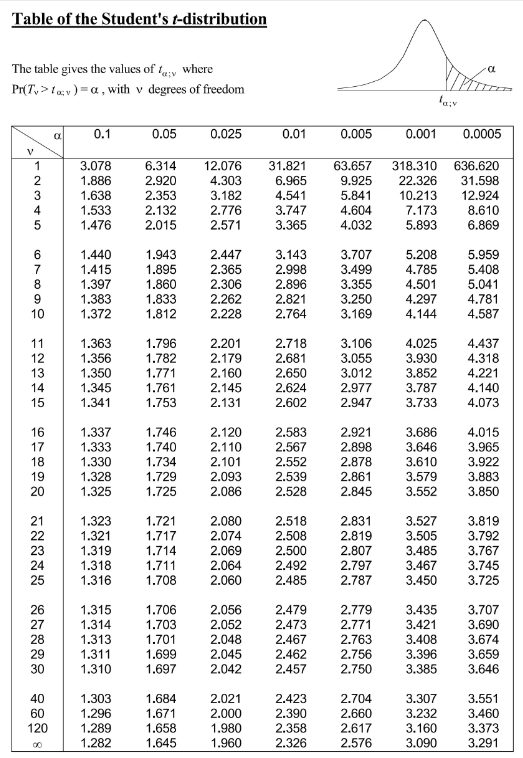 Table of the Student's t-distribution
The table gives the values of tα;ν where
Pr(Tν > tα;ν) = α, with ν degrees of freedom
α
tα;ν
α 0.1 0.05 0.025 0.01 0.005 0.001 0.0005
ν
1 3.078 6.314 12.076 31.821 63.657 318.310 636.620
2 1.886 2.920 4.303 6.965 9.925 22.326 31.598
3 1.638 2.353 3.182 4.541 5.841 10.213 12.924
4 1.533 2.132 2.776 3.747 4.604 7.173 8.610
5 1.476 2.015 2.571 3.365 4.032 5.893 6.869
6 1.440 1.943 2.447 3.143 3.707 5.208 5.959
7 1.415 1.895 2.365 2.998 3.499 4.785 5.408
8 1.397 1.860 2.306 2.896 3.355 4.501 5.041
9 1.383 1.833 2.262 2.821 3.250 4.297 4.781
10 1.372 1.812 2.228 2.764 3.169 4.144 4.587
11 1.363 1.796 2.201 2.718 3.106 4.025 4.437
12 1.356 1.782 2.179 2.681 3.055 3.930 4.318
13 1.350 1.771 2.160 2.650 3.012 3.852 4.221
14 1.345 1.761 2.145 2.624 2.977 3.787 4.140
15 1.341 1.753 2.131 2.602 2.947 3.733 4.073
16 1.337 1.746 2.120 2.583 2.921 3.686 4.015
17 1.333 1.740 2.110 2.567 2.898 3.646 3.965
18 1.330 1.734 2.101 2.552 2.878 3.610 3.922
19 1.328 1.729 2.093 2.539 2.861 3.579 3.883
20 1.325 1.725 2.086 2.528 2.845 3.552 3.850
21 1.323 1.721 2.080 2.518 2.831 3.527 3.819
22 1.321 1.717 2.074 2.508 2.819 3.505 3.792
23 1.319 1.714 2.069 2.500 2.807 3.485 3.767
24 1.318 1.711 2.064 2.492 2.797 3.467 3.745
25 1.316 1.708 2.060 2.485 2.787 3.450 3.725
26 1.315 1.706 2.056 2.479 2.779 3.435 3.707
27 1.314 1.703 2.052 2.473 2.771 3.421 3.690
28 1.313 1.701 2.048 2.467 2.763 3.408 3.674
29 1.311 1.699 2.045 2.462 2.756 3.396 3.659
30 1.310 1.697 2.042 2.457 2.750 3.385 3.646
40 1.303 1.684 2.021 2.423 2.704 3.307 3.551
60 1.296 1.671 2.000 2.390 2.660 3.232 3.460
120 1.289 1.658 1.980 2.358 2.617 3.160 3.373
∞ 1.282 1.645 1.960 2.326 2.576 3.090 3.291